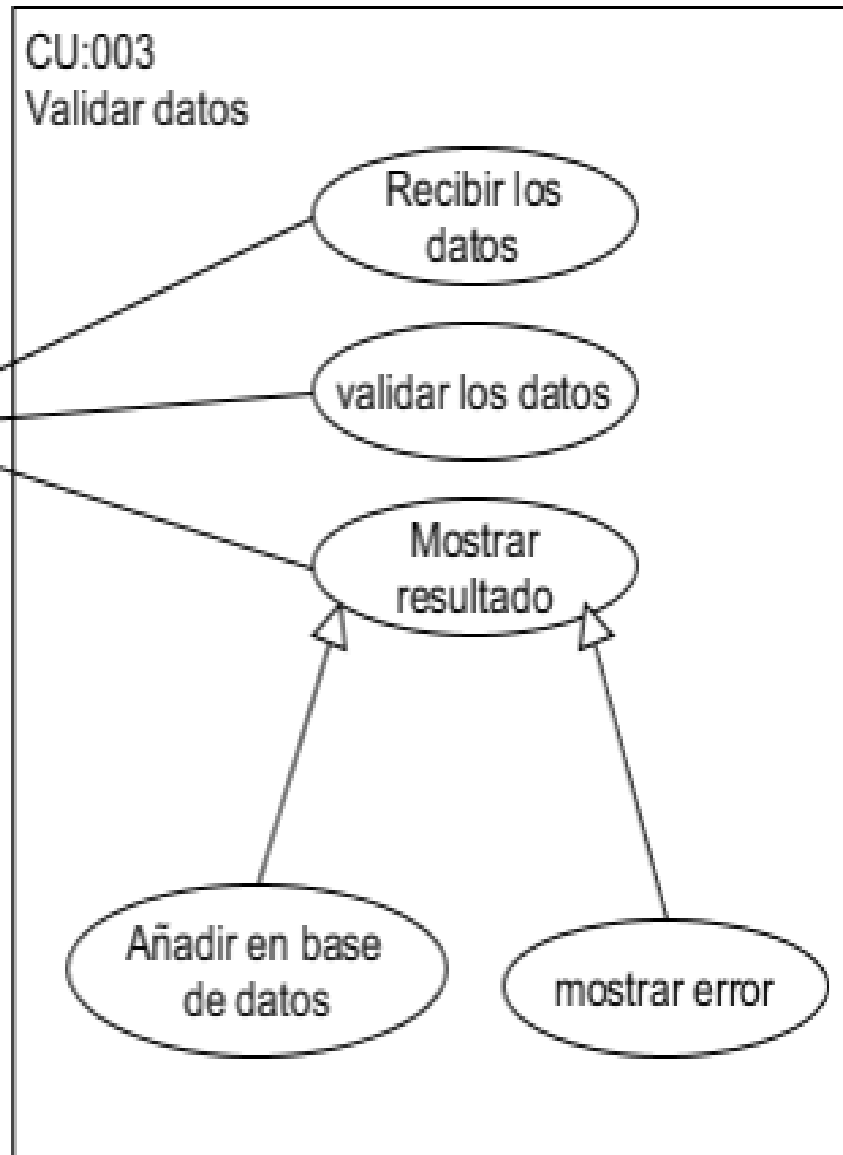 CU:003
Validar datos
Recibir los
datos
validar los datos
Mostrar
resultado
Añadir en base
de datos
mostrar error